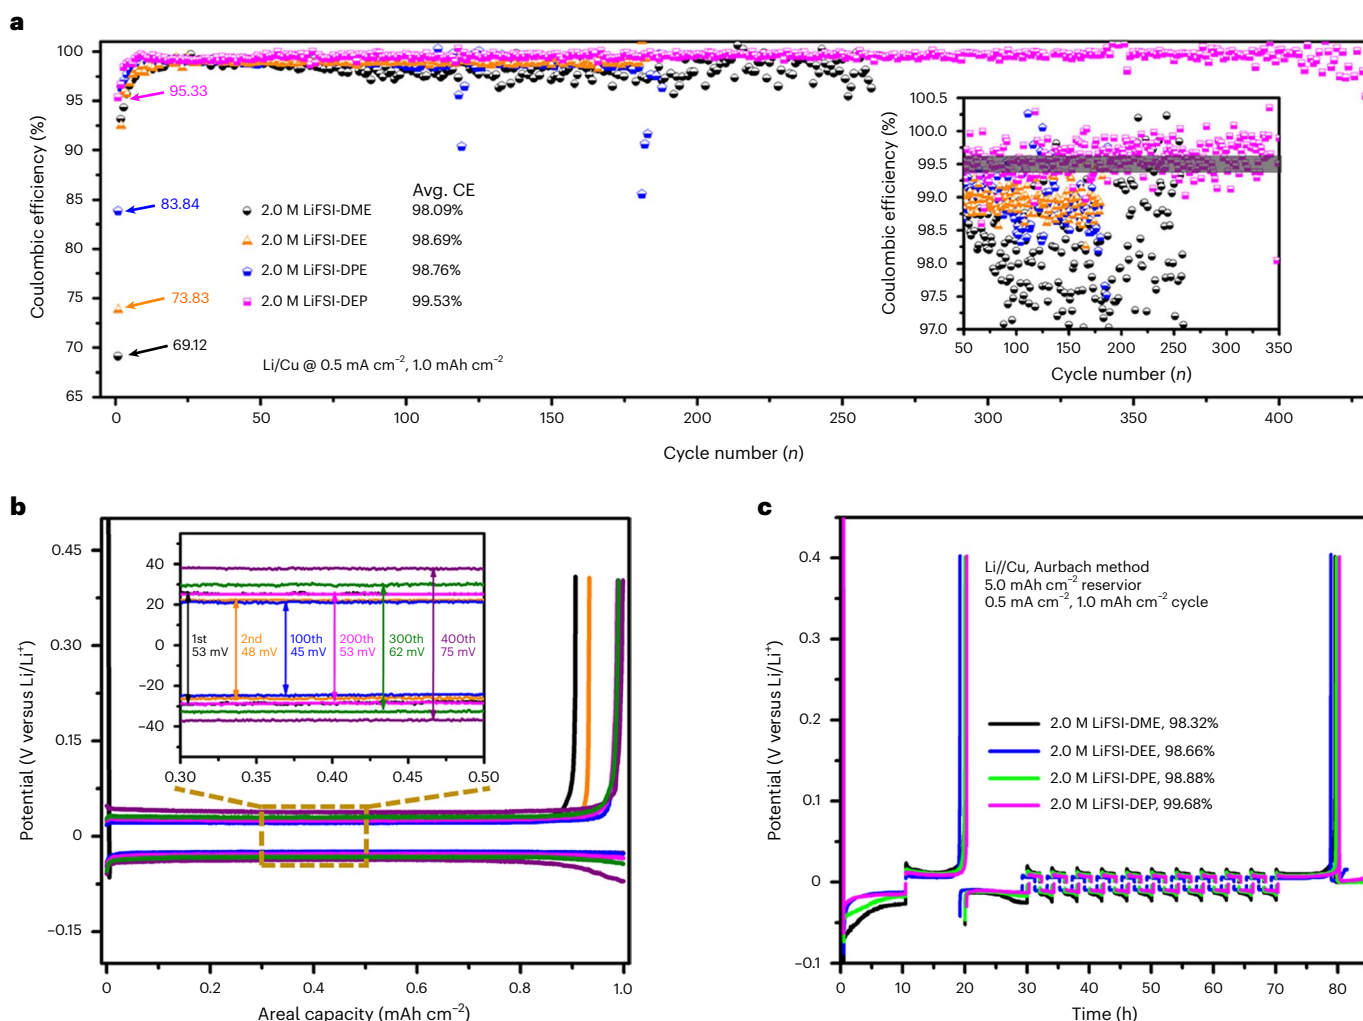 a
100
95
90
85
80
75
70
65
Coulombic efficiency (%)
95.33
83.84
73.83
69.12
Avg. CE
2.0 M LiFSI-DME 98.09%
2.0 M LiFSI-DEE 98.69%
2.0 M LiFSI-DPE 98.76%
2.0 M LiFSI-DEP 99.53%
Li/Cu @ 0.5 mA cm⁻², 1.0 mAh cm⁻²
0 50 100 150 200 250 300 350 400
Cycle number (n)
100.5
100.0
99.5
99.0
98.5
98.0
97.5
97.0
Coulombic efficiency (%)
50 100 150 200 250 300 350
Cycle number (n)
b
0.45
0.30
0.15
0
−0.15
Potential (V versus Li/Li⁺)
40
20
0
−20
−40
1st 2nd 100th 200th 300th 400th
53 mV 48 mV 45 mV 53 mV 62 mV 75 mV
0.30 0.35 0.40 0.45 0.50
0 0.2 0.4 0.6 0.8 1.0
Areal capacity (mAh cm⁻²)
c
0.4
0.3
0.2
0.1
0
−0.1
Potential (V versus Li/Li⁺)
Li//Cu, Aurbach method
5.0 mAh cm⁻² reservior
0.5 mA cm⁻², 1.0 mAh cm⁻² cycle
2.0 M LiFSI-DME, 98.32%
2.0 M LiFSI-DEE, 98.66%
2.0 M LiFSI-DPE, 98.88%
2.0 M LiFSI-DEP, 99.68%
0 10 20 30 40 50 60 70 80
Time (h)